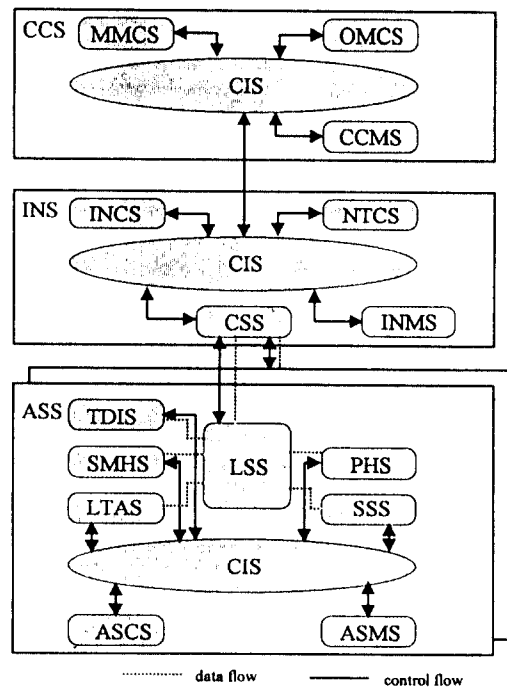 CCS
MMCS
OMCS
CIS
CCMS
INS
INCS
NTCS
CIS
CSS
INMS
ASS
TDIS
SMHS
LSS
PHS
LTAS
SSS
CIS
ASCS
ASMS
data flow
control flow